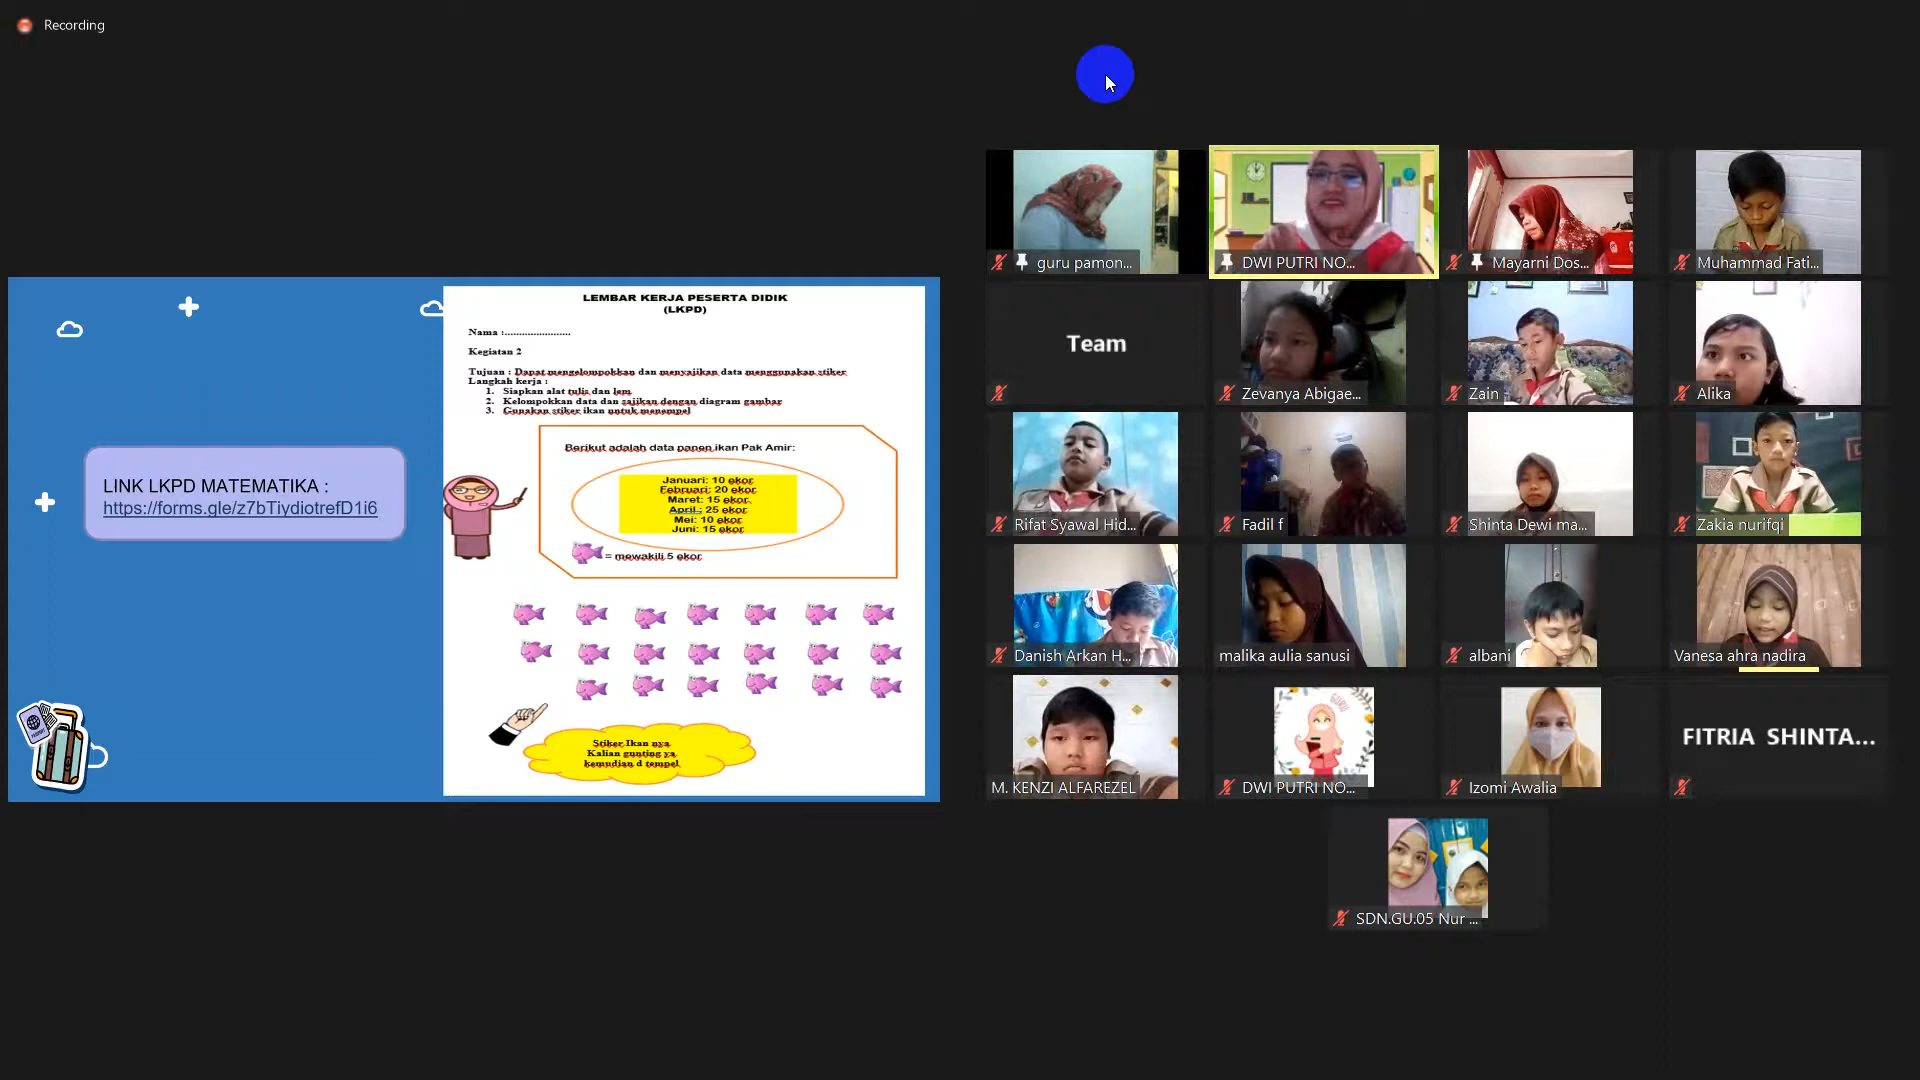 Recording
LINK LKPD MATEMATIKA :
https://forms.gle/z7bTiydiotrefD1i6
LEMBAR KERJA PESERTA DIDIK
(LKPD)
Nama :.......................
Kegiatan 2
Tujuan : Dapat mengelompokkan dan menyajikan data menggunakan stiker
Langkah kerja :
1. Siapkan alat tulis dan lem
2. Kelompokkan data dan sajikan dengan diagram gambar
3. Gunakan stiker ikan untuk menempel
Berikut adalah data panen ikan Pak Amir:
Januari: 10 ekor
Februari: 20 ekor
Maret: 15 ekor
April : 25 ekor
Mei: 10 ekor
Juni: 15 ekor
= mewakili 5 ekor
Stiker Ikan nya
Kalian gunting ya
kemudian d tempel
guru pamon...
DWI PUTRI NO...
Mayarni Dos...
Muhammad Fati...
Team
Zevanya Abigae...
Zain
Alika
Rifat Syawal Hid...
Fadil f
Shinta Dewi ma...
Zakia nurifqi
Danish Arkan H...
malika aulia sanusi
albani
Vanesa ahra nadira
M. KENZI ALFAREZEL
DWI PUTRI NO...
Izomi Awalia
FITRIA SHINTA...
SDN.GU.05 Nur ...